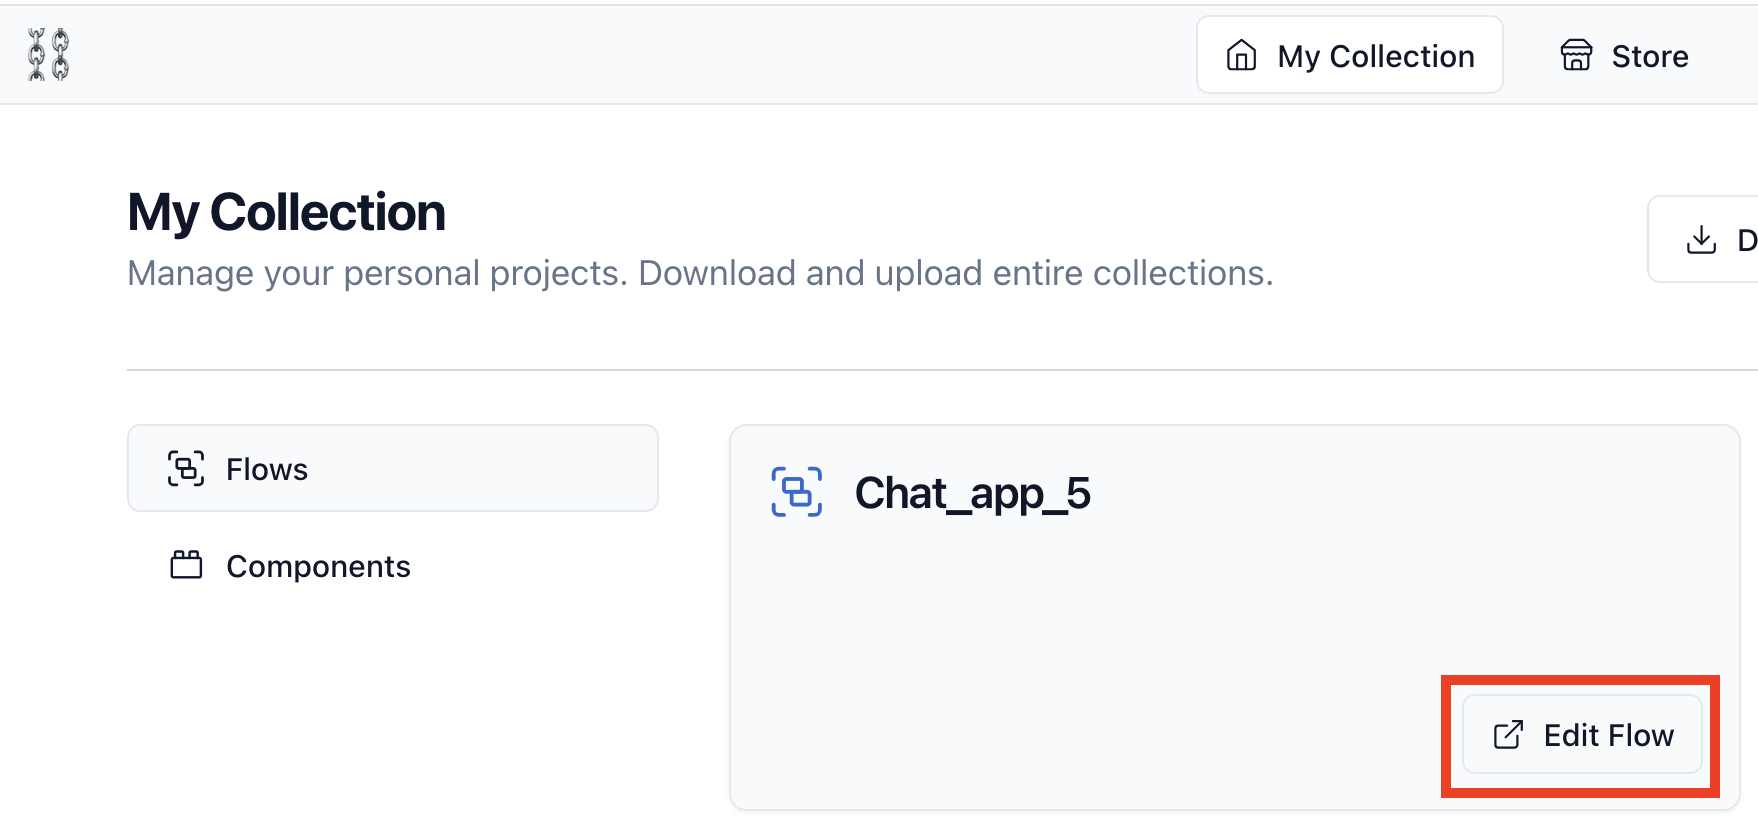 My Collection
Store
My Collection
Manage your personal projects. Download and upload entire collections.
D
Flows
Components
Chat_app_5
Edit Flow